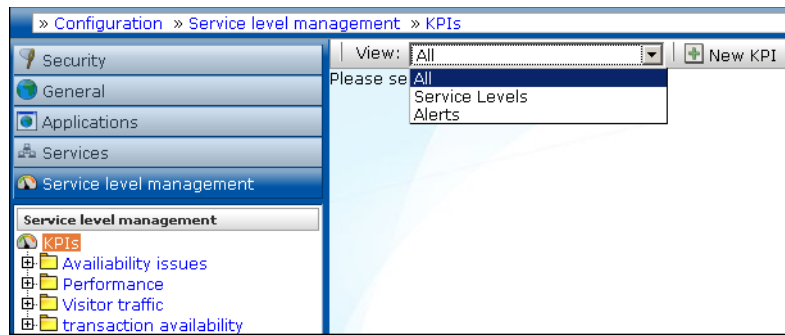 » Configuration » Service level management » KPIs
Security
General
Applications
Services
Service level management
Service level management
KPIs
Availiability issues
Performance
Visitor traffic
transaction availability
View: All New KPI
Please se
All
Service Levels
Alerts